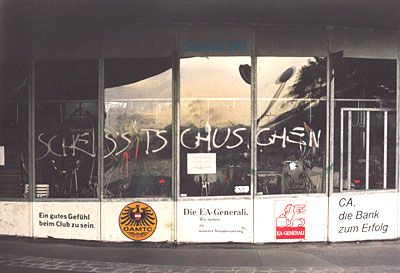 SCHEISS TSCHUSCHEN
Ein gutes Gefühl
beim Club zu sein.
ÖAMTC
Die EA-Generali.
EA-GENERALI
CA.
die Bank
zum Erfolg